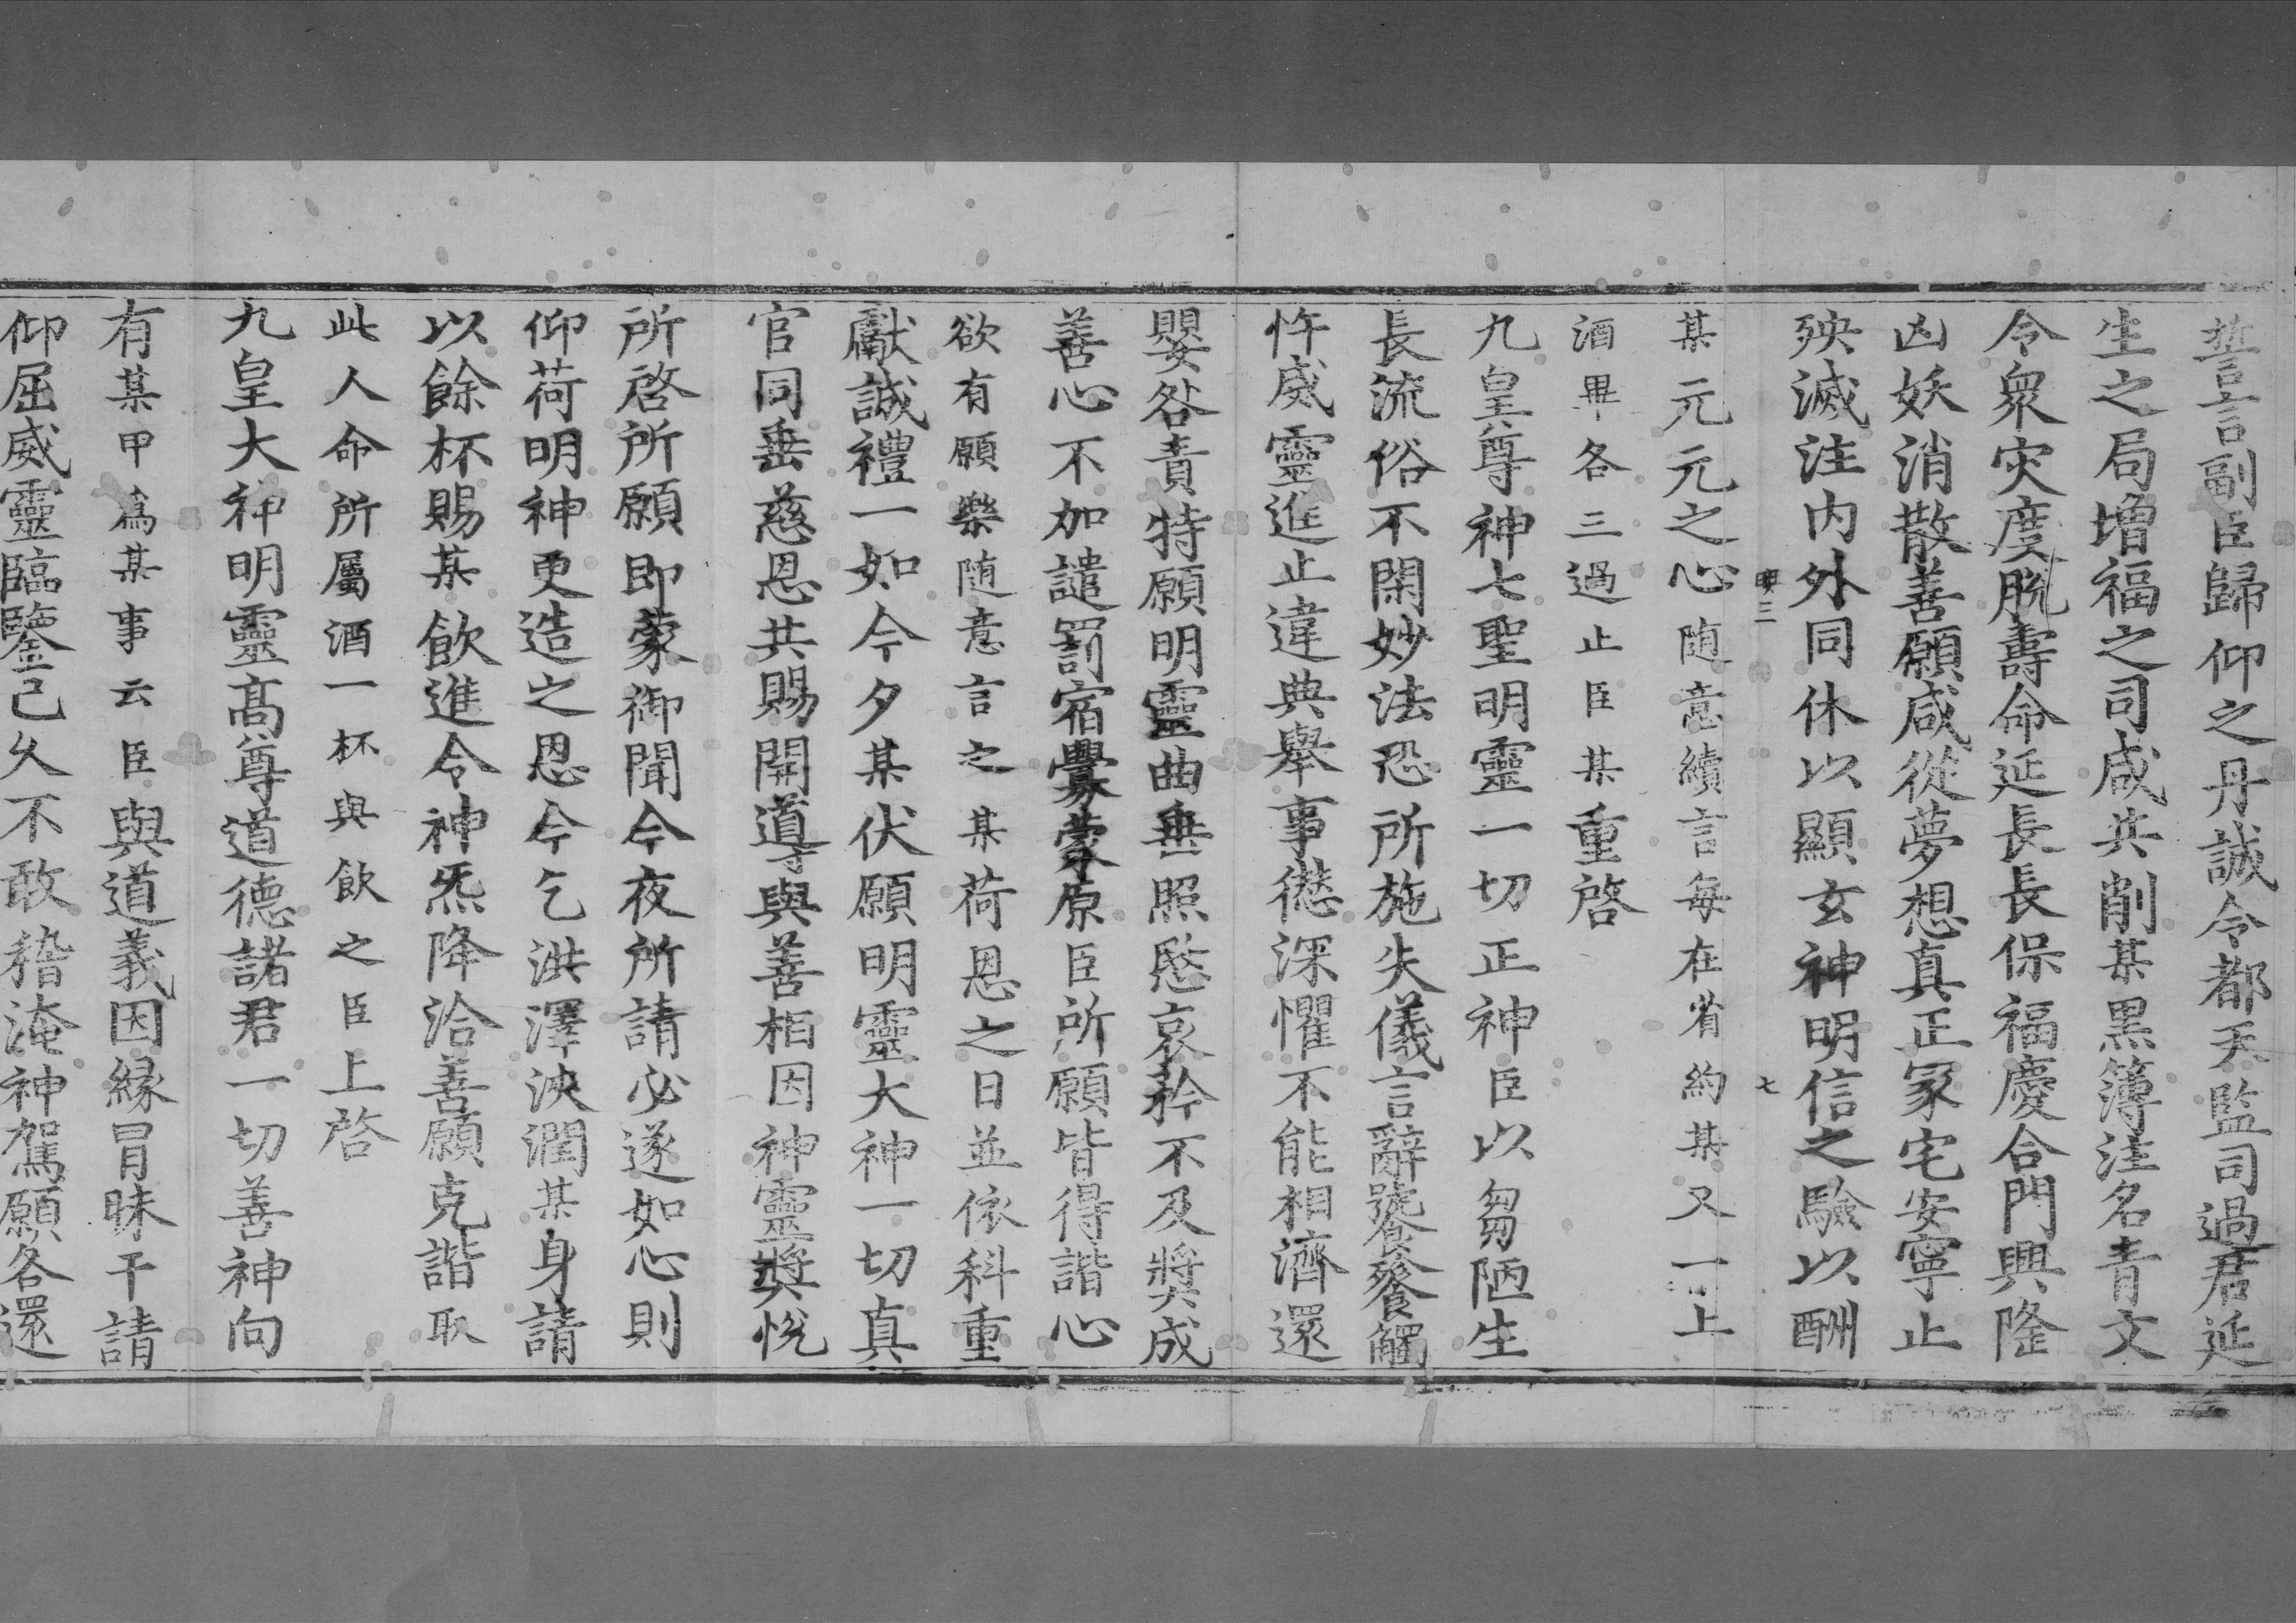 誓言副臣歸仰之丹誠令都天監司過君延
生之局增福之司咸共削某黑簿注名青文
令衆灾度脫壽命延長長保福慶合門興隆
凶妖消散善願咸從夢想真正冢宅安寧止
殃滅注內外同休以顯玄神明信之驗以酬
三　七
某元元之心随意續言每在省約某又一上
酒畢各三過止臣某重啓
九皇尊神七聖明靈一切正神臣以芻陋生
長流俗不閑妙法恐所施失儀言辭饕餮觸
忤威靈進止違典舉事愆深懼不能相濟還
嬰咎責特願明靈曲垂照愍哀矜不及獎成
善心不加譴罰宿舋蒙原臣所願皆得諧心
欲有願樂随意言之某荷恩之日並依科重
獻誠禮一如今夕某伏願明靈大神一切真
官同垂慈恩共賜開導與善相因神靈獎悅
所啓所願即蒙御聞今夜所請必遂如心則
仰荷明神更造之恩今乞洪澤泱潤某身請
以餘杯賜某飲進令神炁降洽善願克諧取
此人命所屬酒一杯與飲之臣上啓
九皇大神明靈高尊道德諸君一切善神向
有某甲爲某事云臣與道義因緣冒昧干請
仰屈威靈臨鑒已久不敢稽淹神駕願各還